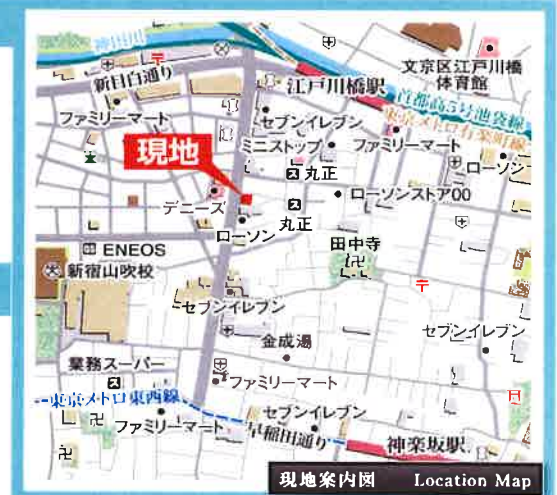 神田川
新目白通り
江戸川橋駅
文京区江戸川橋
体育館
首都高5号池袋線
東京メトロ有楽町線
ファミリーマート
セブンイレブン
ミニストップ
ファミリーマート
ローソン
現地
丸正
ローソンストア00
デニーズ
丸正
ローソン
田中寺
ENEOS
新宿山吹校
セブンイレブン
金成湯
セブンイレブン
業務スーパー
ファミリーマート
東京メトロ東西線
セブンイレブン
ファミリーマート
早稲田通り
神楽坂駅
現地案内図 Location Map